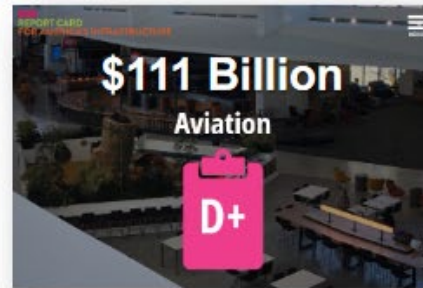 REPORT CARD
FOR AMERICA'S INFRASTRUCTURE
$111 Billion
Aviation
D+